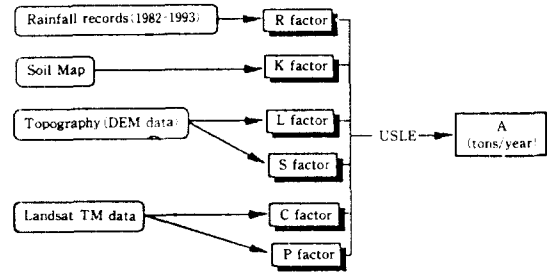 Rainfall records(1982-1993)
R factor
Soil Map
K factor
Topography(DEM data)
L factor
S factor
USLE
A
(tons/year)
Landsat TM data
C factor
P factor